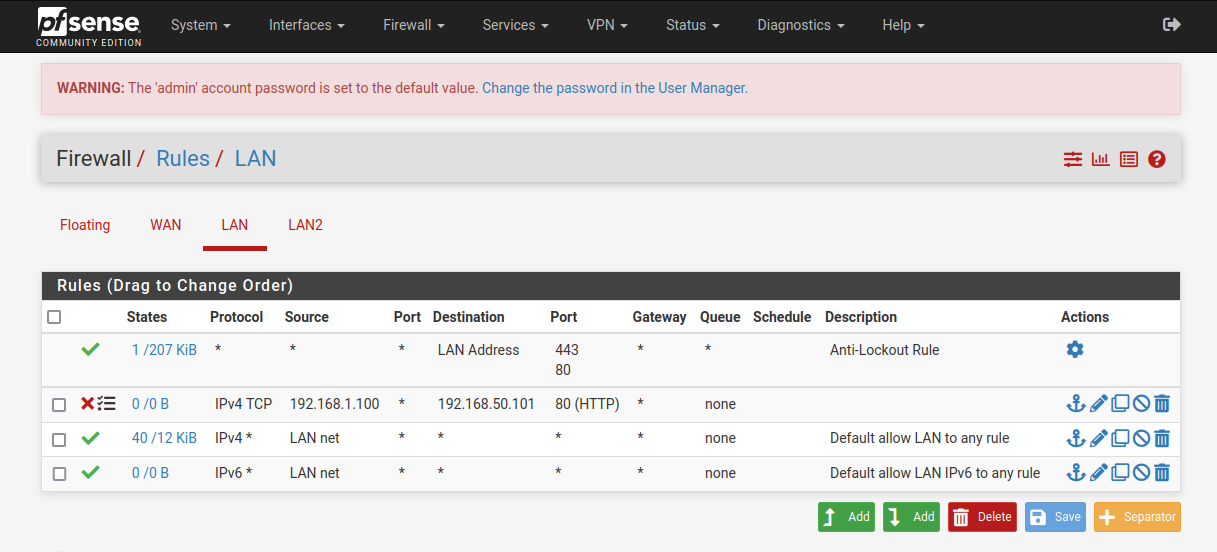 pfsense System Interfaces Firewall Services VPN Status Diagnostics Help
COMMUNITY EDITION
WARNING: The 'admin' account password is set to the default value. Change the password in the User Manager.
Firewall / Rules / LAN
Floating WAN LAN LAN2
Rules (Drag to Change Order)
States Protocol Source Port Destination Port Gateway Queue Schedule Description Actions
1 /207 KiB * * * LAN Address 443 * * Anti-Lockout Rule
80
0 /0 B IPv4 TCP 192.168.1.100 * 192.168.50.101 80 (HTTP) * none
40 /12 KiB IPv4 * LAN net * * * * none Default allow LAN to any rule
0 /0 B IPv6 * LAN net * * * * none Default allow LAN IPv6 to any rule
Add Add Delete Save Separator